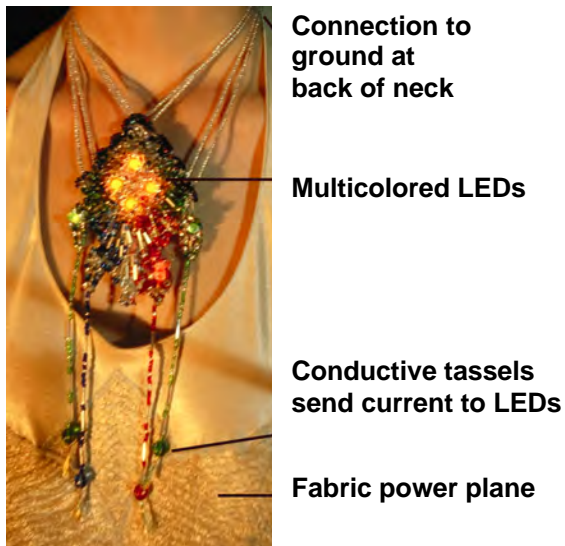 Connection to
ground at
back of neck
Multicolored LEDs
Conductive tassels
send current to LEDs
Fabric power plane